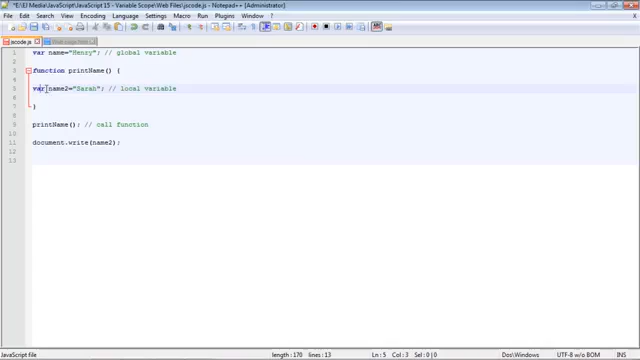 *E:\EJ Media\JavaScript\JavaScript 15 - Variable Scope\Web Files\jscode.js - Notepad++ [Administrator]
File Edit Search View Encoding Language Settings Macro Run Plugins Window ?
jscode.js
1 var name="Henry"; // global variable
2
3 function printName() {
4
5 var name2="Sarah"; // local variable
6
7 }
8
9 printName(); // call function
10
11 document.write(name2);
12
13
JavaScript file length : 170 lines : 13 Ln : 5 Col : 3 Sel : 0 | 0 Dos\Windows UTF-8 w/o BOM INS